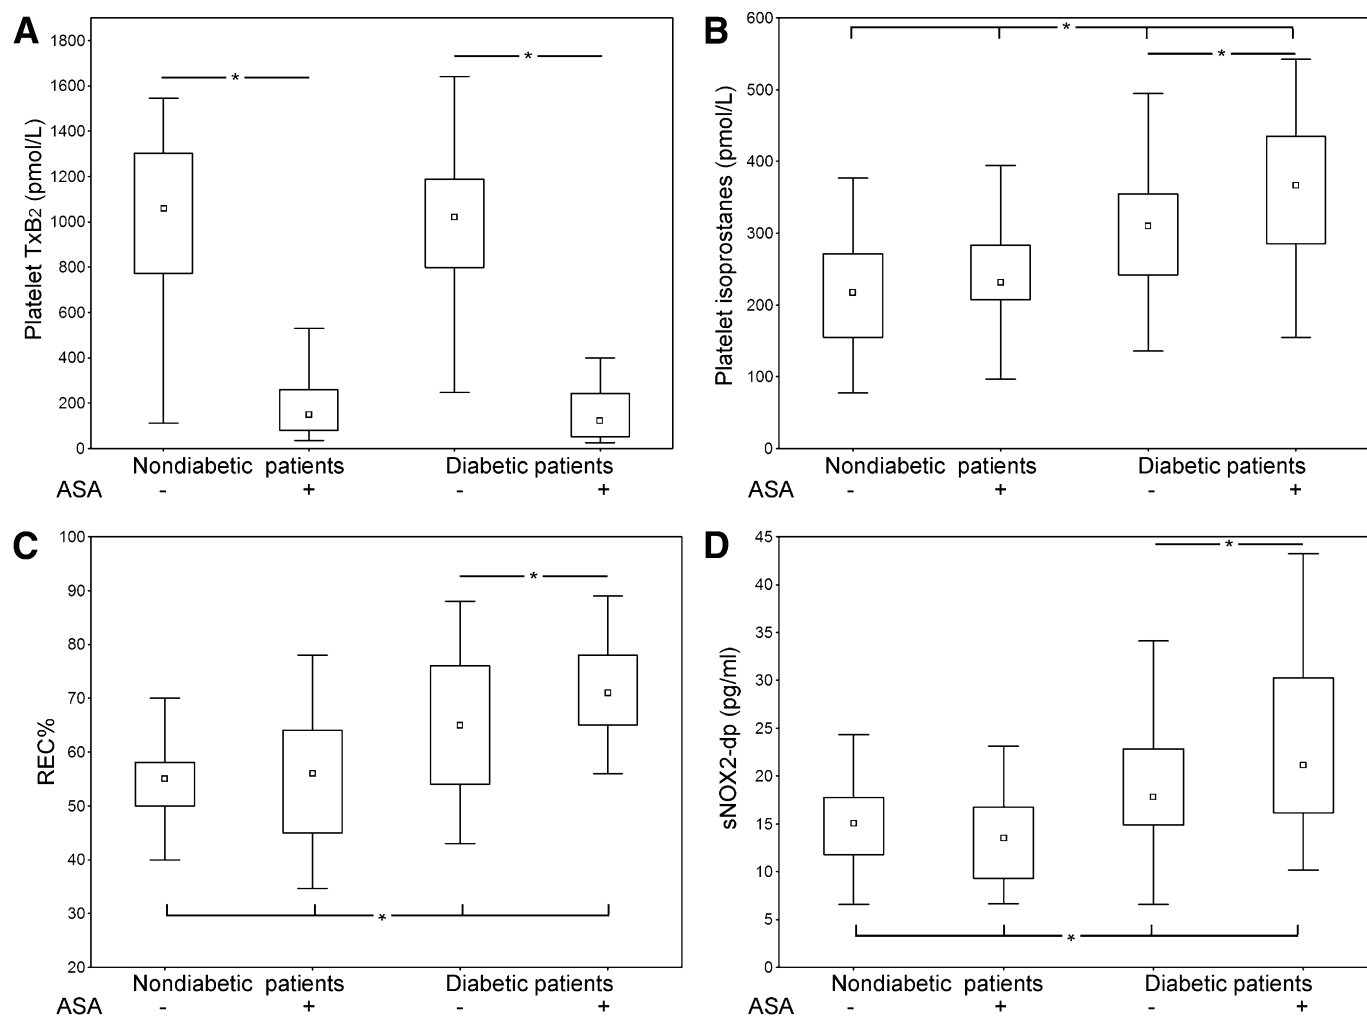 A
Platelet TxB2 (pmol/L)
1800
1600
1400
1200
1000
800
600
400
200
0
*
*
Nondiabetic patients Diabetic patients
ASA - + - +
B
Platelet isoprostanes (pmol/L)
600
500
400
300
200
100
0
*
*
Nondiabetic patients Diabetic patients
ASA - + - +
C
REC%
100
90
80
70
60
50
40
30
20
*
*
Nondiabetic patients Diabetic patients
ASA - + - +
D
sNOX2-dp (pg/ml)
45
40
35
30
25
20
15
10
5
0
*
*
Nondiabetic patients Diabetic patients
ASA - + - +